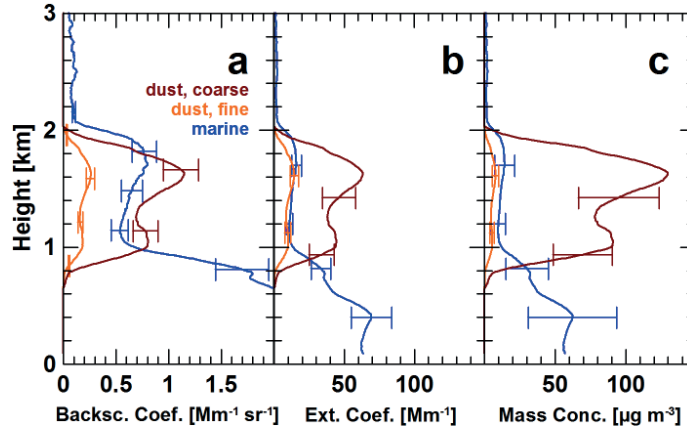 3
a
b
c
dust, coarse
dust, fine
marine
2
Height [km]
1
0
0 0.5 1 1.5 50 100 50 100
Backsc. Coef. [Mm⁻¹ sr⁻¹] Ext. Coef. [Mm⁻¹] Mass Conc. [µg m⁻³]